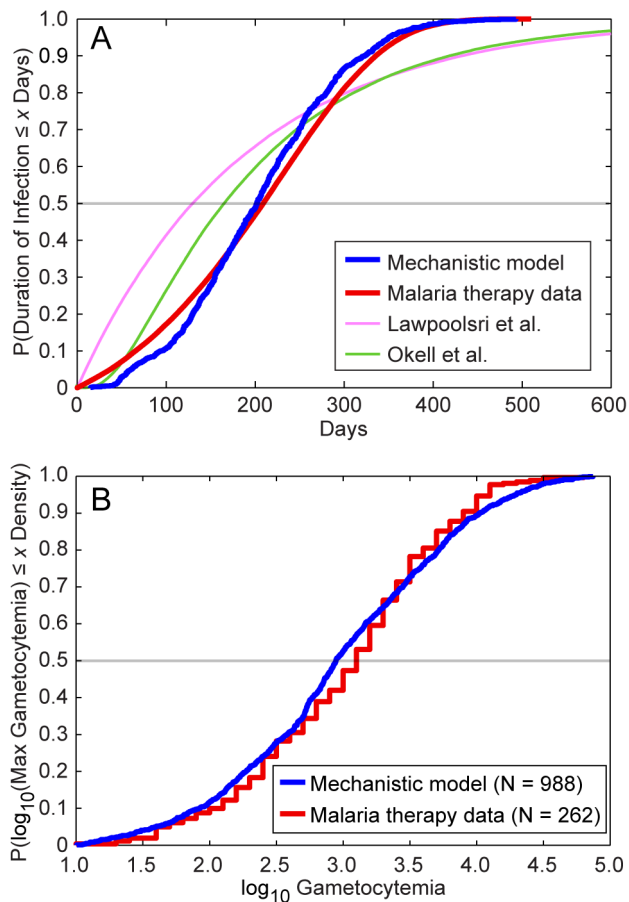 A
P(Duration of Infection ≤ x Days)
1.0
0.9
0.8
0.7
0.6
0.5
0.4
0.3
0.2
0.1
0
Mechanistic model
Malaria therapy data
Lawpoolsri et al.
Okell et al.
0 100 200 300 400 500 600
Days
B
P(log10(Max Gametocytemia) ≤ x Density)
1.0
0.9
0.8
0.7
0.6
0.5
0.4
0.3
0.2
0.1
0
Mechanistic model (N = 988)
Malaria therapy data (N = 262)
1.0 1.5 2.0 2.5 3.0 3.5 4.0 4.5 5.0
log10 Gametocytemia